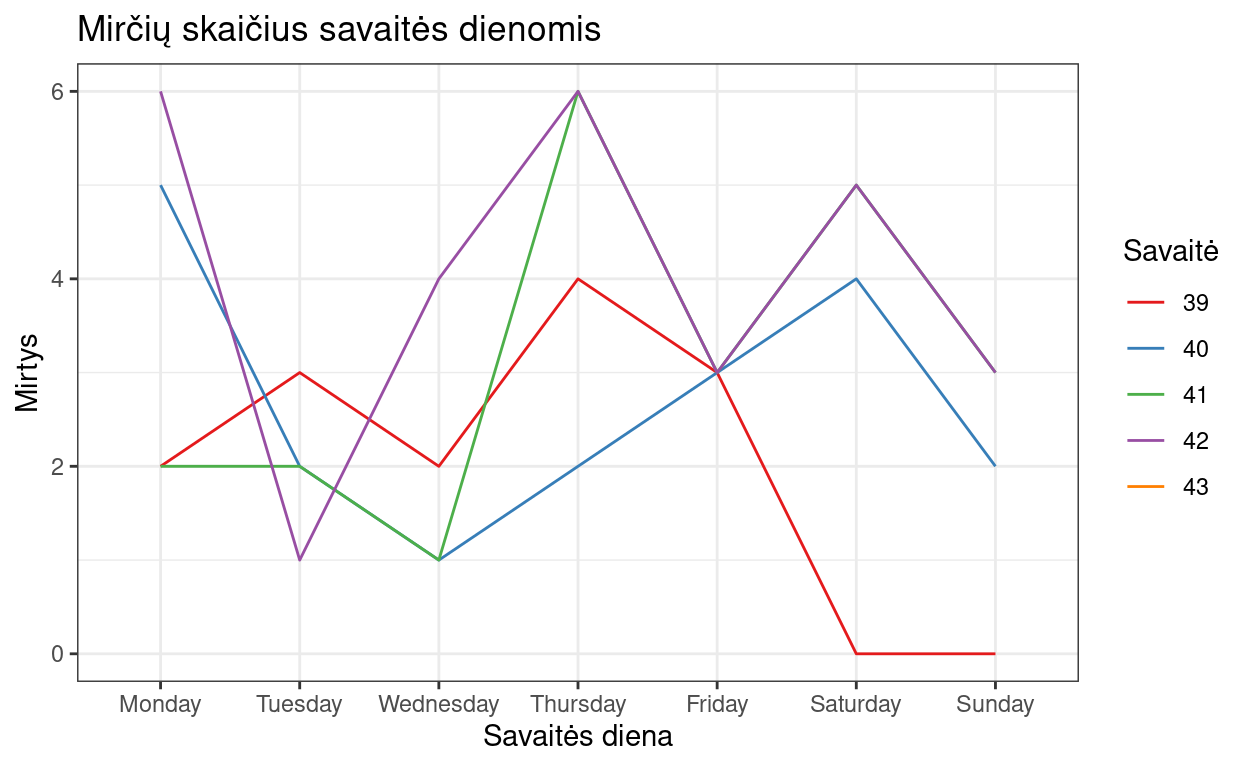 Mirčių skaičius savaitės dienomis
Mirtys
6
4
2
0
Monday Tuesday Wednesday Thursday Friday Saturday Sunday
Savaitės diena
Savaitė
39
40
41
42
43